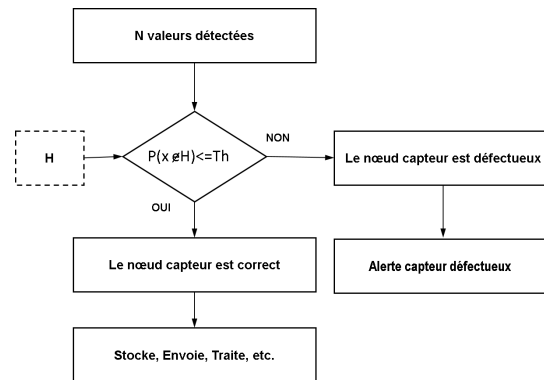 N valeurs détectées
H
P(x ∉H)<=Th
NON
Le nœud capteur est défectueux
OUI
Le nœud capteur est correct
Alerte capteur défectueux
Stocke, Envoie, Traite, etc.